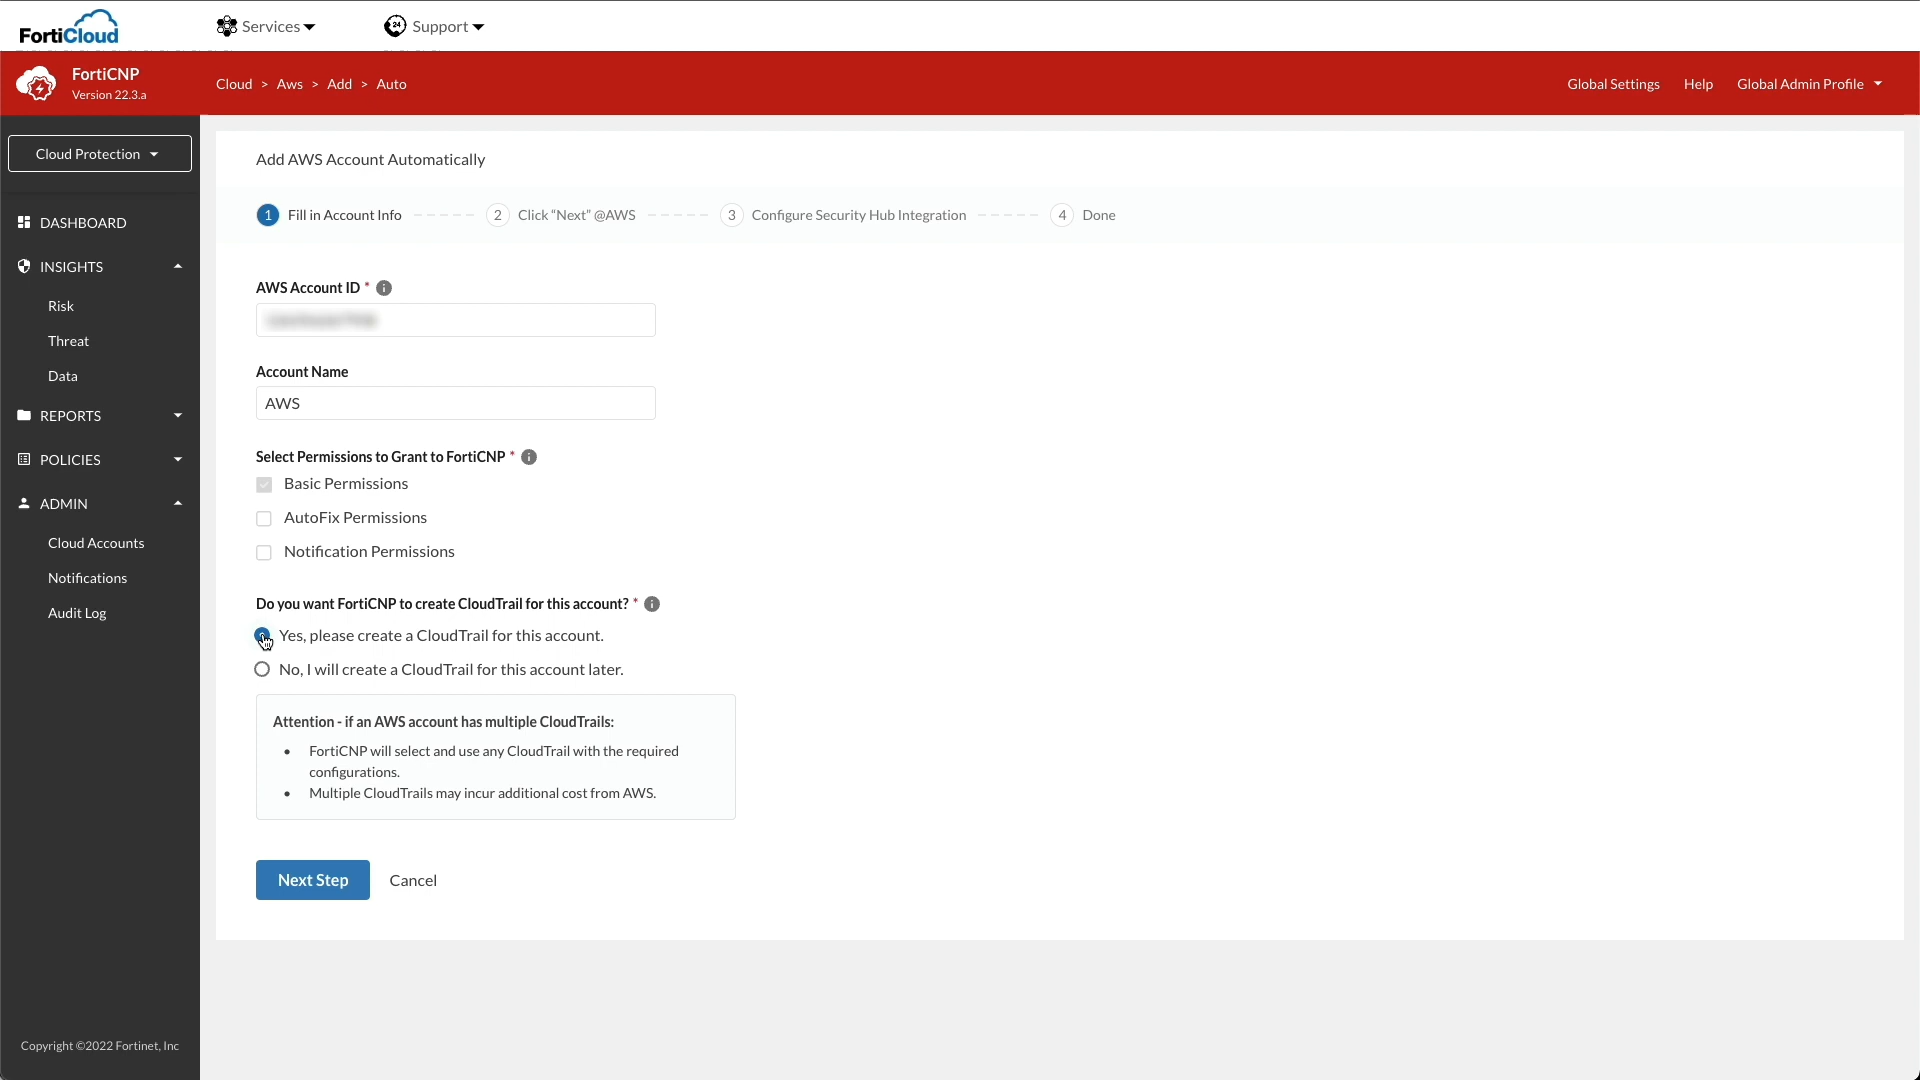 FortiCloud
Services
24
Support
FortiCNP
Version 22.3.a
Cloud > Aws > Add > Auto
Global Settings
Help
Global Admin Profile
Cloud Protection
DASHBOARD
INSIGHTS
Risk
Threat
Data
REPORTS
POLICIES
ADMIN
Cloud Accounts
Notifications
Audit Log
Copyright ©2022 Fortinet, Inc
Add AWS Account Automatically
1 Fill in Account Info
2 Click “Next” @AWS
3 Configure Security Hub Integration
4 Done
AWS Account ID *
Account Name
AWS
Select Permissions to Grant to FortiCNP *
Basic Permissions
AutoFix Permissions
Notification Permissions
Do you want FortiCNP to create CloudTrail for this account? *
Yes, please create a CloudTrail for this account.
No, I will create a CloudTrail for this account later.
Attention - if an AWS account has multiple CloudTrails:
• FortiCNP will select and use any CloudTrail with the required
configurations.
• Multiple CloudTrails may incur additional cost from AWS.
Next Step
Cancel